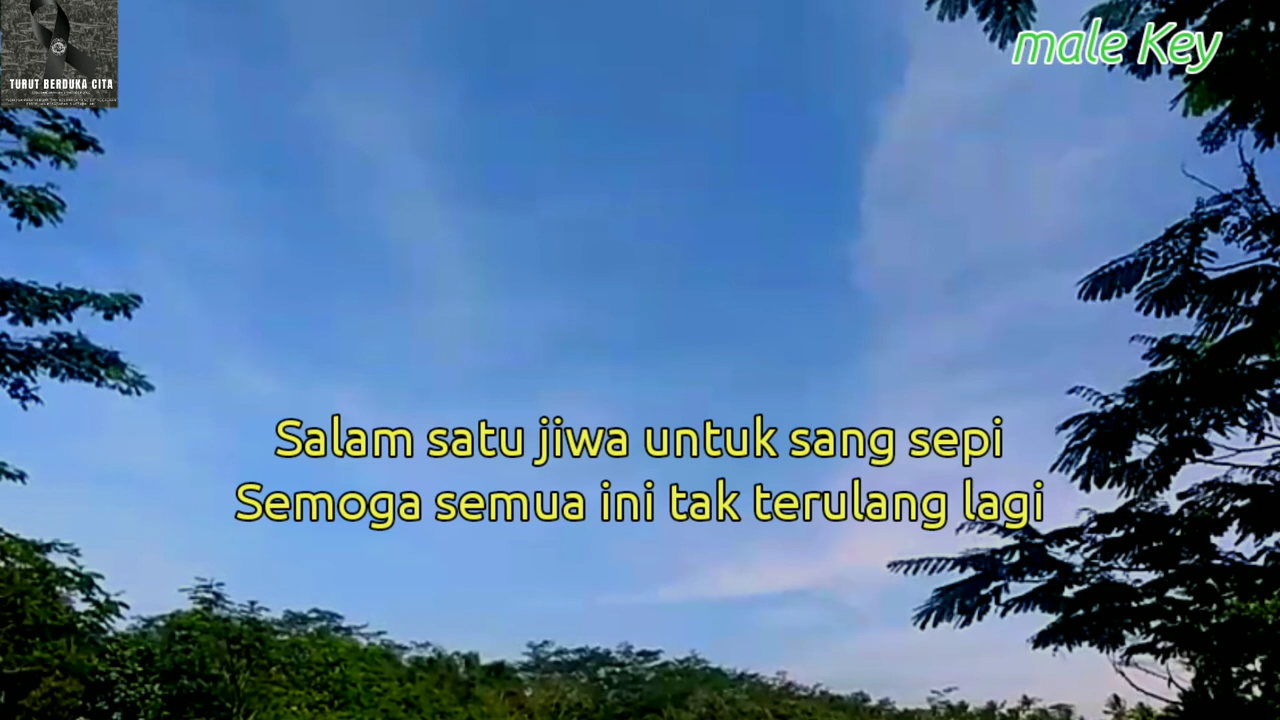 TURUT BERDUKA CITA
male Key
Salam satu jiwa untuk sang sepi
Semoga semua ini tak terulang lagi